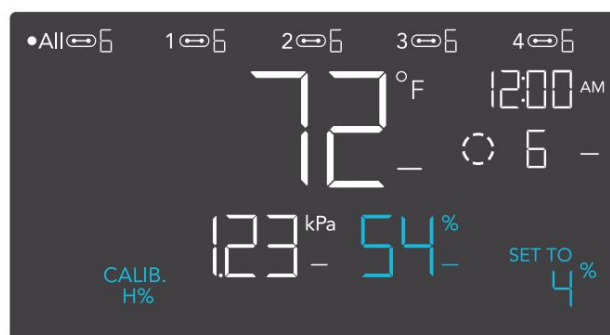 •All 6 1 6 2 6 3 6 4 6
72 °F 12:00 AM
6 –
1.23 kPa 54 % SET TO
CALIB. 4 %
H%